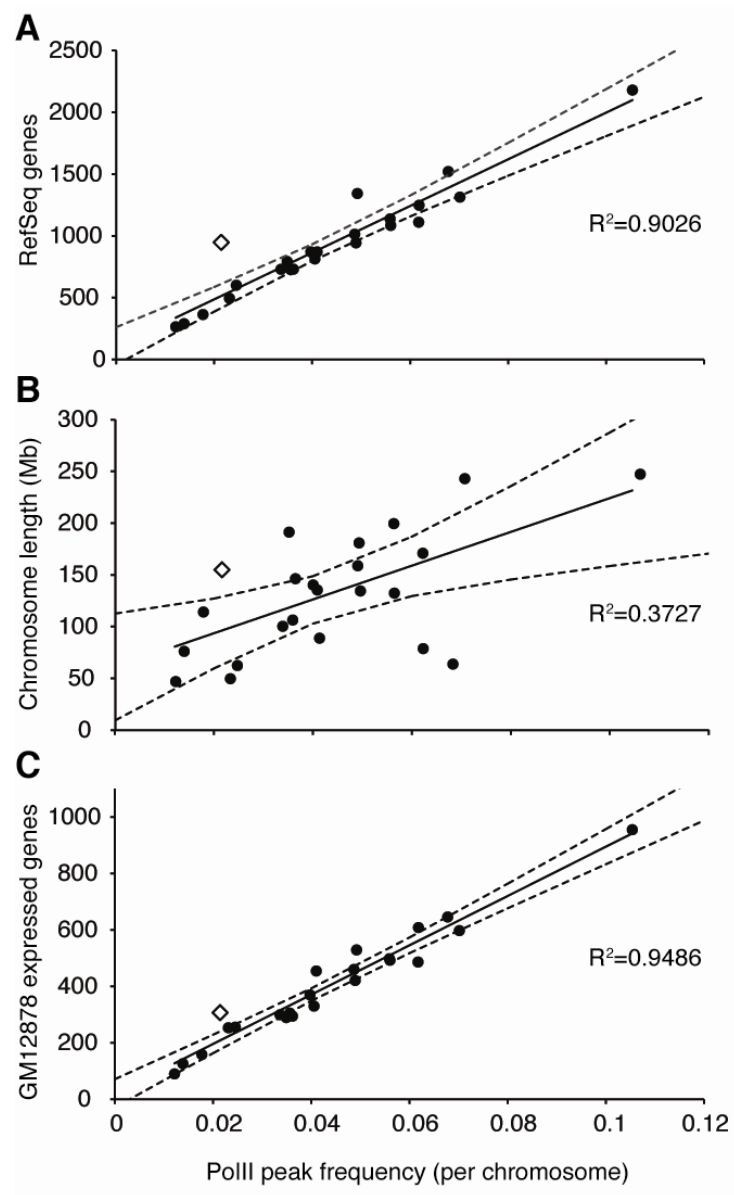 A
2500
2000
1500
1000
500
0
RefSeq genes
R²=0.9026
B
300
250
200
150
100
50
0
Chromosome length (Mb)
R²=0.3727
C
1000
800
600
400
200
0
GM12878 expressed genes
R²=0.9486
0 0.02 0.04 0.06 0.08 0.1 0.12
PolII peak frequency (per chromosome)